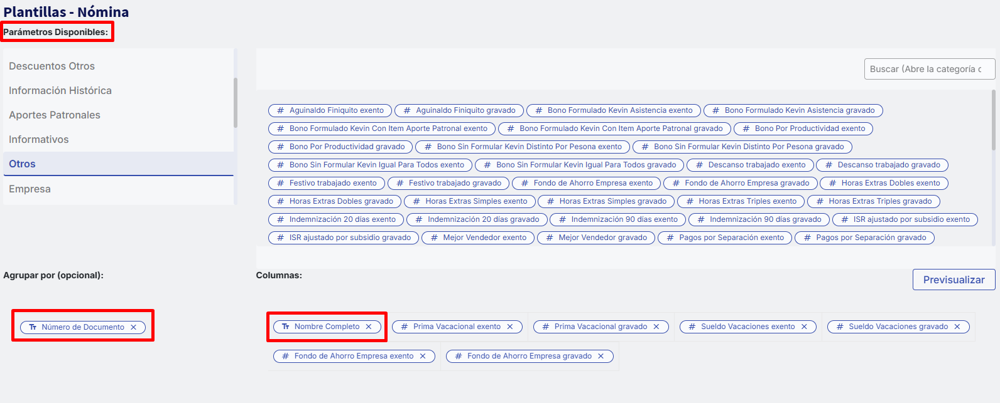 Plantillas - Nómina
Parámetros Disponibles:
Descuentos Otros
Información Histórica
Aportes Patronales
Informativos
Otros
Empresa
Buscar (Abre la categoría c
# Aguinaldo Finiquito exento # Aguinaldo Finiquito gravado # Bono Formulado Kevin Asistencia exento # Bono Formulado Kevin Asistencia gravado
# Bono Formulado Kevin Con Item Aporte Patronal exento # Bono Formulado Kevin Con Item Aporte Patronal gravado # Bono Por Productividad exento
# Bono Por Productividad gravado # Bono Sin Formular Kevin Distinto Por Pesona exento # Bono Sin Formular Kevin Distinto Por Pesona gravado
# Bono Sin Formular Kevin Igual Para Todos exento # Bono Sin Formular Kevin Igual Para Todos gravado # Descanso trabajado exento # Descanso trabajado gravado
# Festivo trabajado exento # Festivo trabajado gravado # Fondo de Ahorro Empresa exento # Fondo de Ahorro Empresa gravado # Horas Extras Dobles exento
# Horas Extras Dobles gravado # Horas Extras Simples exento # Horas Extras Simples gravado # Horas Extras Triples exento # Horas Extras Triples gravado
# Indemnización 20 días exento # Indemnización 20 días gravado # Indemnización 90 días exento # Indemnización 90 días gravado # ISR ajustado por subsidio exento
# ISR ajustado por subsidio gravado # Mejor Vendedor exento # Mejor Vendedor gravado # Pagos por Separación exento # Pagos por Separación gravado
Agrupar por (opcional):
Número de Documento
Columnas:
Previsualizar
Nombre Completo # Prima Vacacional exento # Prima Vacacional gravado # Sueldo Vacaciones exento # Sueldo Vacaciones gravado
# Fondo de Ahorro Empresa exento # Fondo de Ahorro Empresa gravado